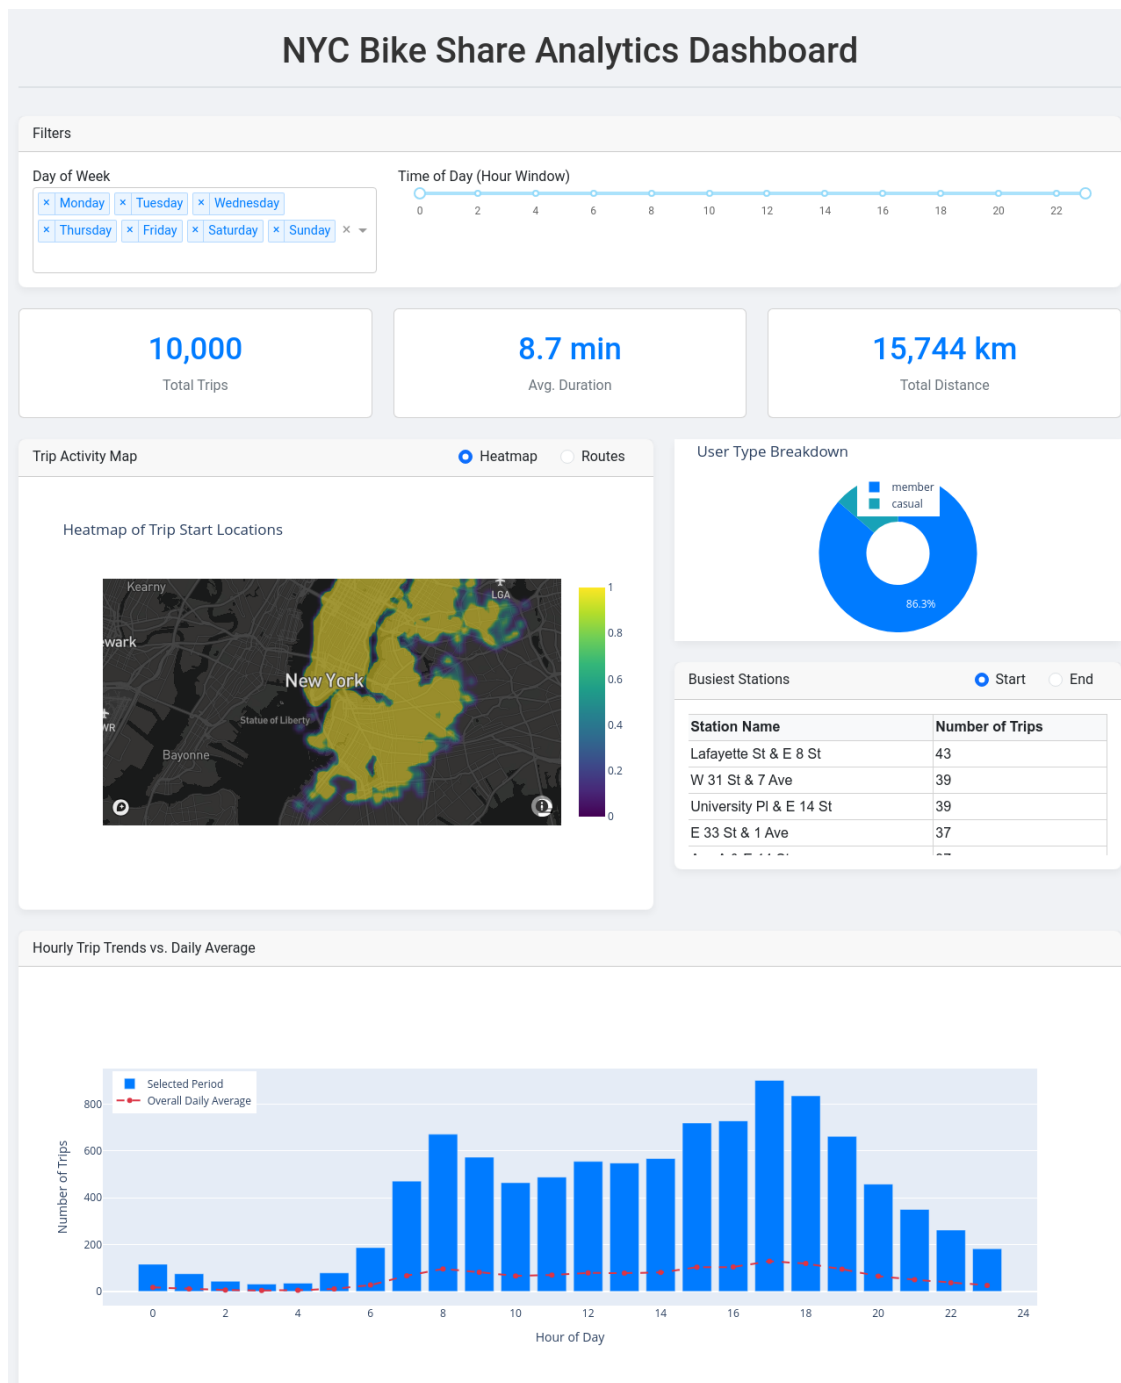 NYC Bike Share Analytics Dashboard
Filters
Day of Week
× Monday × Tuesday × Wednesday
× Thursday × Friday × Saturday × Sunday ×
Time of Day (Hour Window)
0 2 4 6 8 10 12 14 16 18 20 22
10,000
Total Trips
8.7 min
Avg. Duration
15,744 km
Total Distance
Trip Activity Map
Heatmap Routes
Heatmap of Trip Start Locations
Kearny
LGA
wark
New York
Statue of Liberty
WR
Bayonne
1
0.8
0.6
0.4
0.2
0
User Type Breakdown
member
casual
86.3%
Busiest Stations
Start End
Station Name Number of Trips
Lafayette St & E 8 St 43
W 31 St & 7 Ave 39
University Pl & E 14 St 39
E 33 St & 1 Ave 37
Hourly Trip Trends vs. Daily Average
Selected Period
Overall Daily Average
Number of Trips
800
600
400
200
0
0 2 4 6 8 10 12 14 16 18 20 22 24
Hour of Day